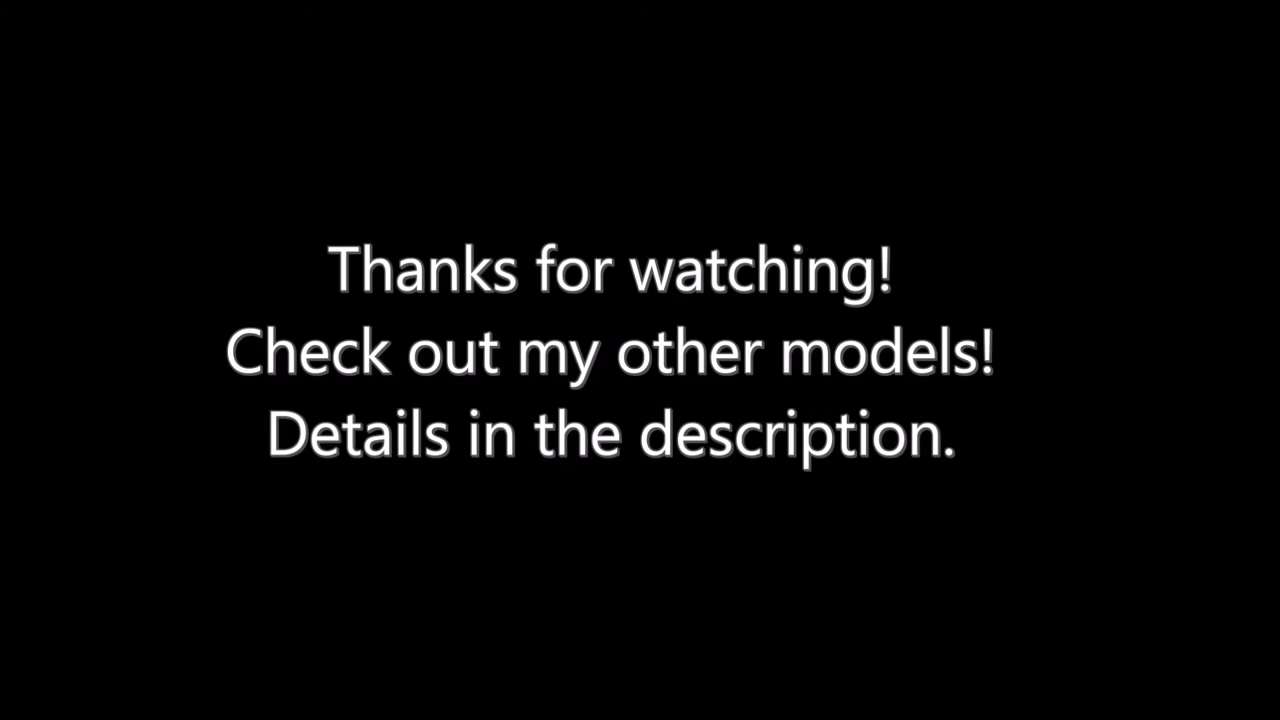 Thanks for watching!
Check out my other models!
Details in the description.